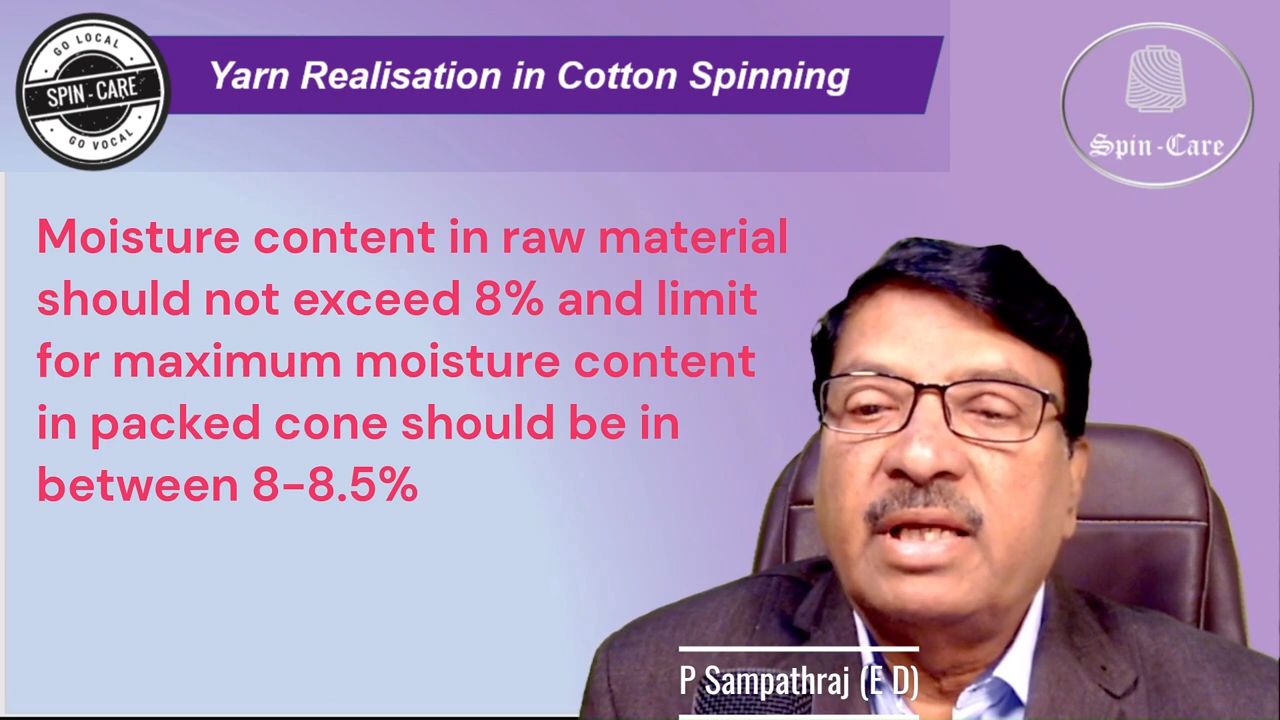 GO LOCAL
SPIN-CARE
GO VOCAL
Yarn Realisation in Cotton Spinning
Spin-Care
Moisture content in raw material
should not exceed 8% and limit
for maximum moisture content
in packed cone should be in
between 8-8.5%
P Sampathraj (E D)